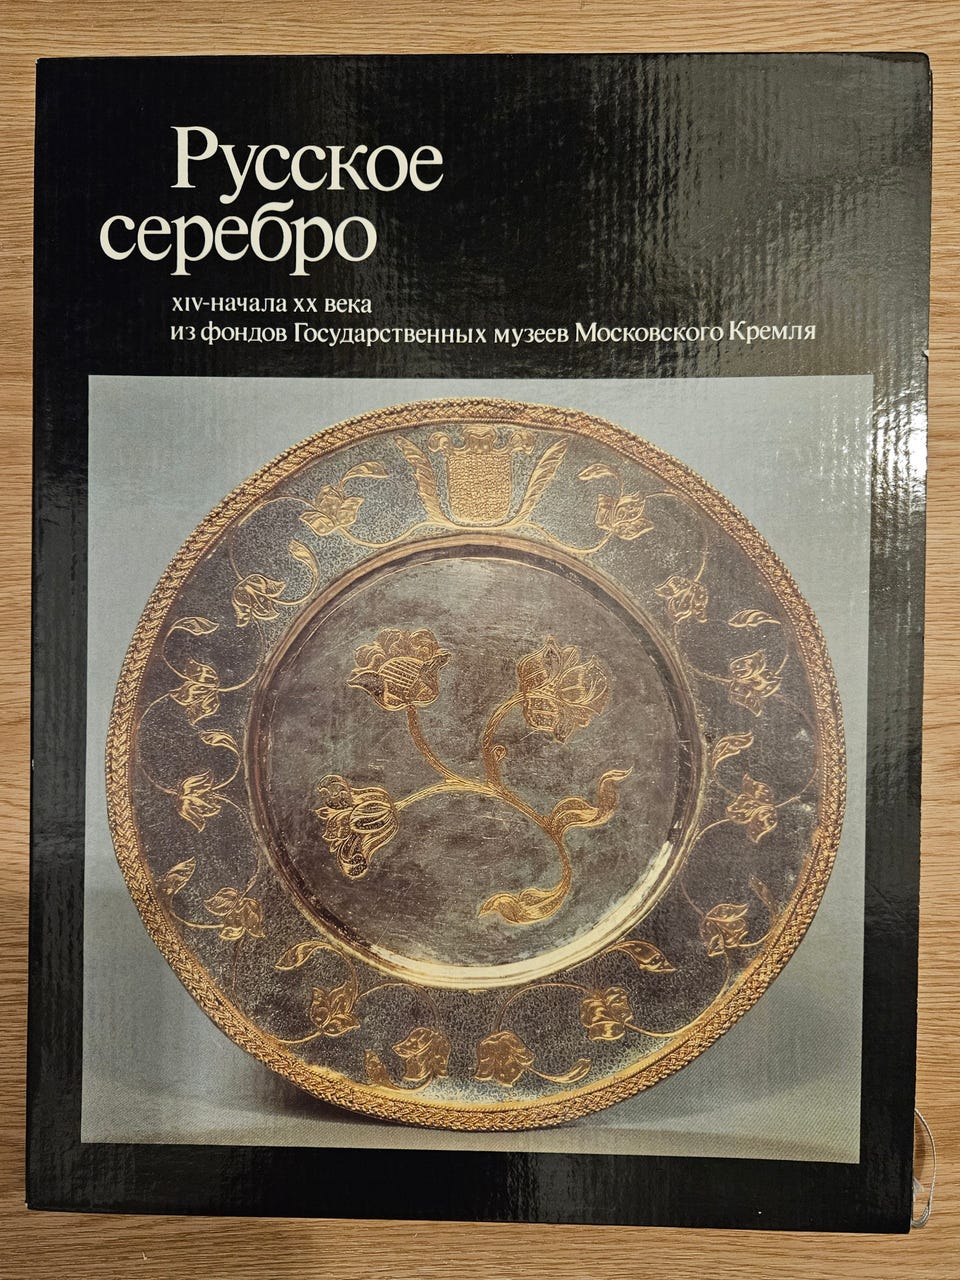 Русское
серебро
XIV-начала XX века
из фондов Государственных музеев Московского Кремля